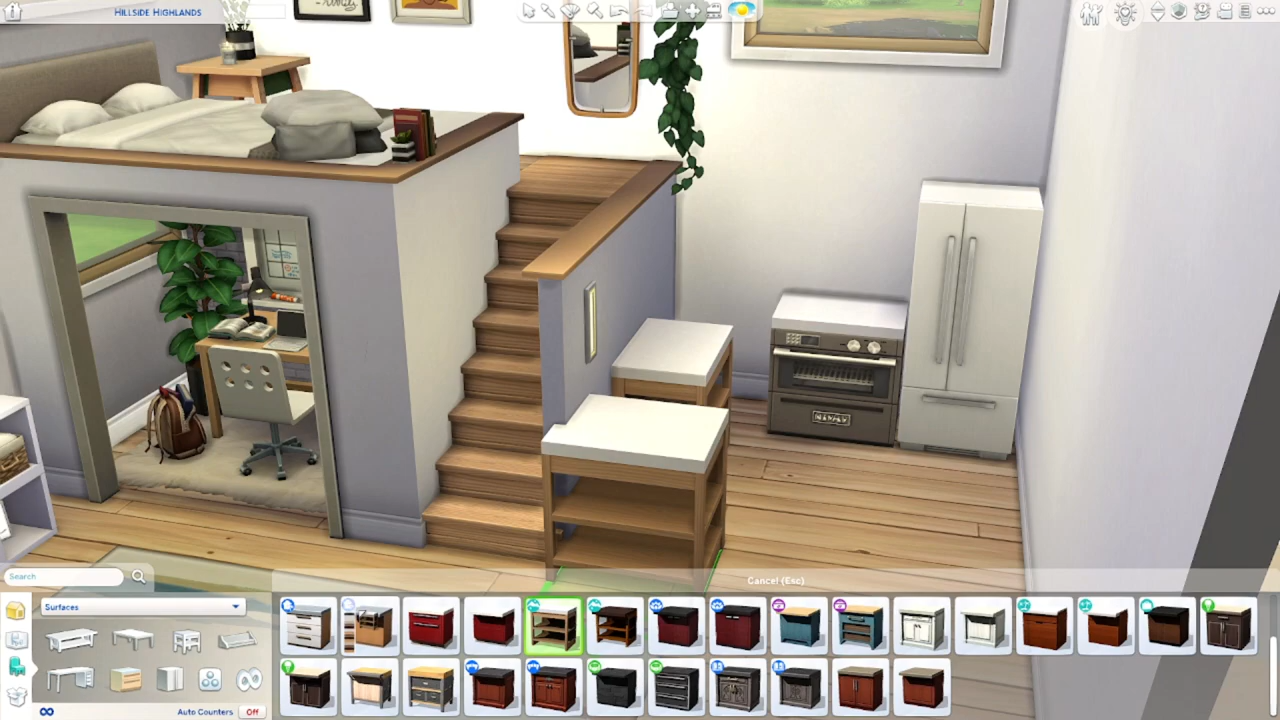 HILLSIDE HIGHLANDS
Cancel (Esc)
Search
Surfaces
Auto Counters
Off